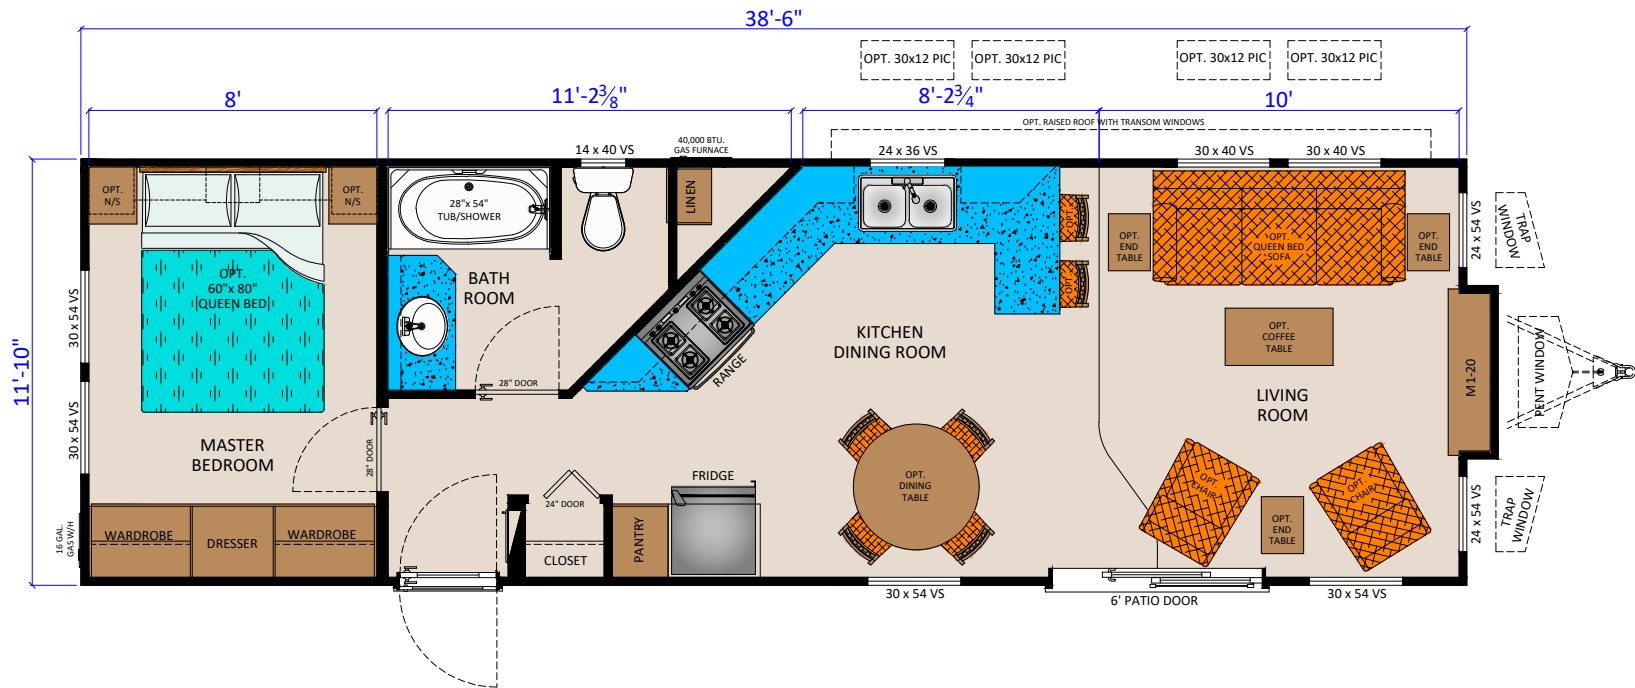 38'-6"
OPT. 30x12 PIC
OPT. 30x12 PIC
OPT. 30x12 PIC
OPT. 30x12 PIC
8'
11'-2 3/8"
8'-2 3/4"
10'
OPT. RAISED ROOF WITH TRANSOM WINDOWS
40,000 BTU.
GAS FURNACE
14 x 40 VS
24 x 36 VS
30 x 40 VS
30 x 40 VS
OPT.
N/S
OPT.
N/S
28"x 54"
TUB/SHOWER
LINEN
OPT.
OPT.
OPT.
END
TABLE
OPT.
QUEEN BED
SOFA
OPT.
END
TABLE
24 x 54 VS
TRAP
WINDOW
OPT.
60"x 80"
QUEEN BED
BATH
ROOM
30 x 54 VS
30 x 54 VS
11'-10"
KITCHEN
DINING ROOM
RANGE
OPT.
COFFEE
TABLE
M1-20
PENT WINDOW
LIVING
ROOM
28" DOOR
28" DOOR
MASTER
BEDROOM
FRIDGE
OPT.
DINING
TABLE
OPT.
CHAIR
OPT.
CHAIR
OPT.
END
TABLE
24 x 54 VS
TRAP
WINDOW
24" DOOR
16 GAL.
GAS W/H
WARDROBE
DRESSER
WARDROBE
CLOSET
PANTRY
30 x 54 VS
6' PATIO DOOR
30 x 54 VS